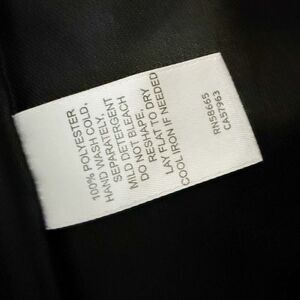 100% POLYESTER
HAND WASH COLD,
SEPARATELY.
MILD DETERGENT
DO NOT BLEACH
RESHAPE,
LAY FLAT TO DRY
COOL IRON IF NEEDED
RN58665
CA57963